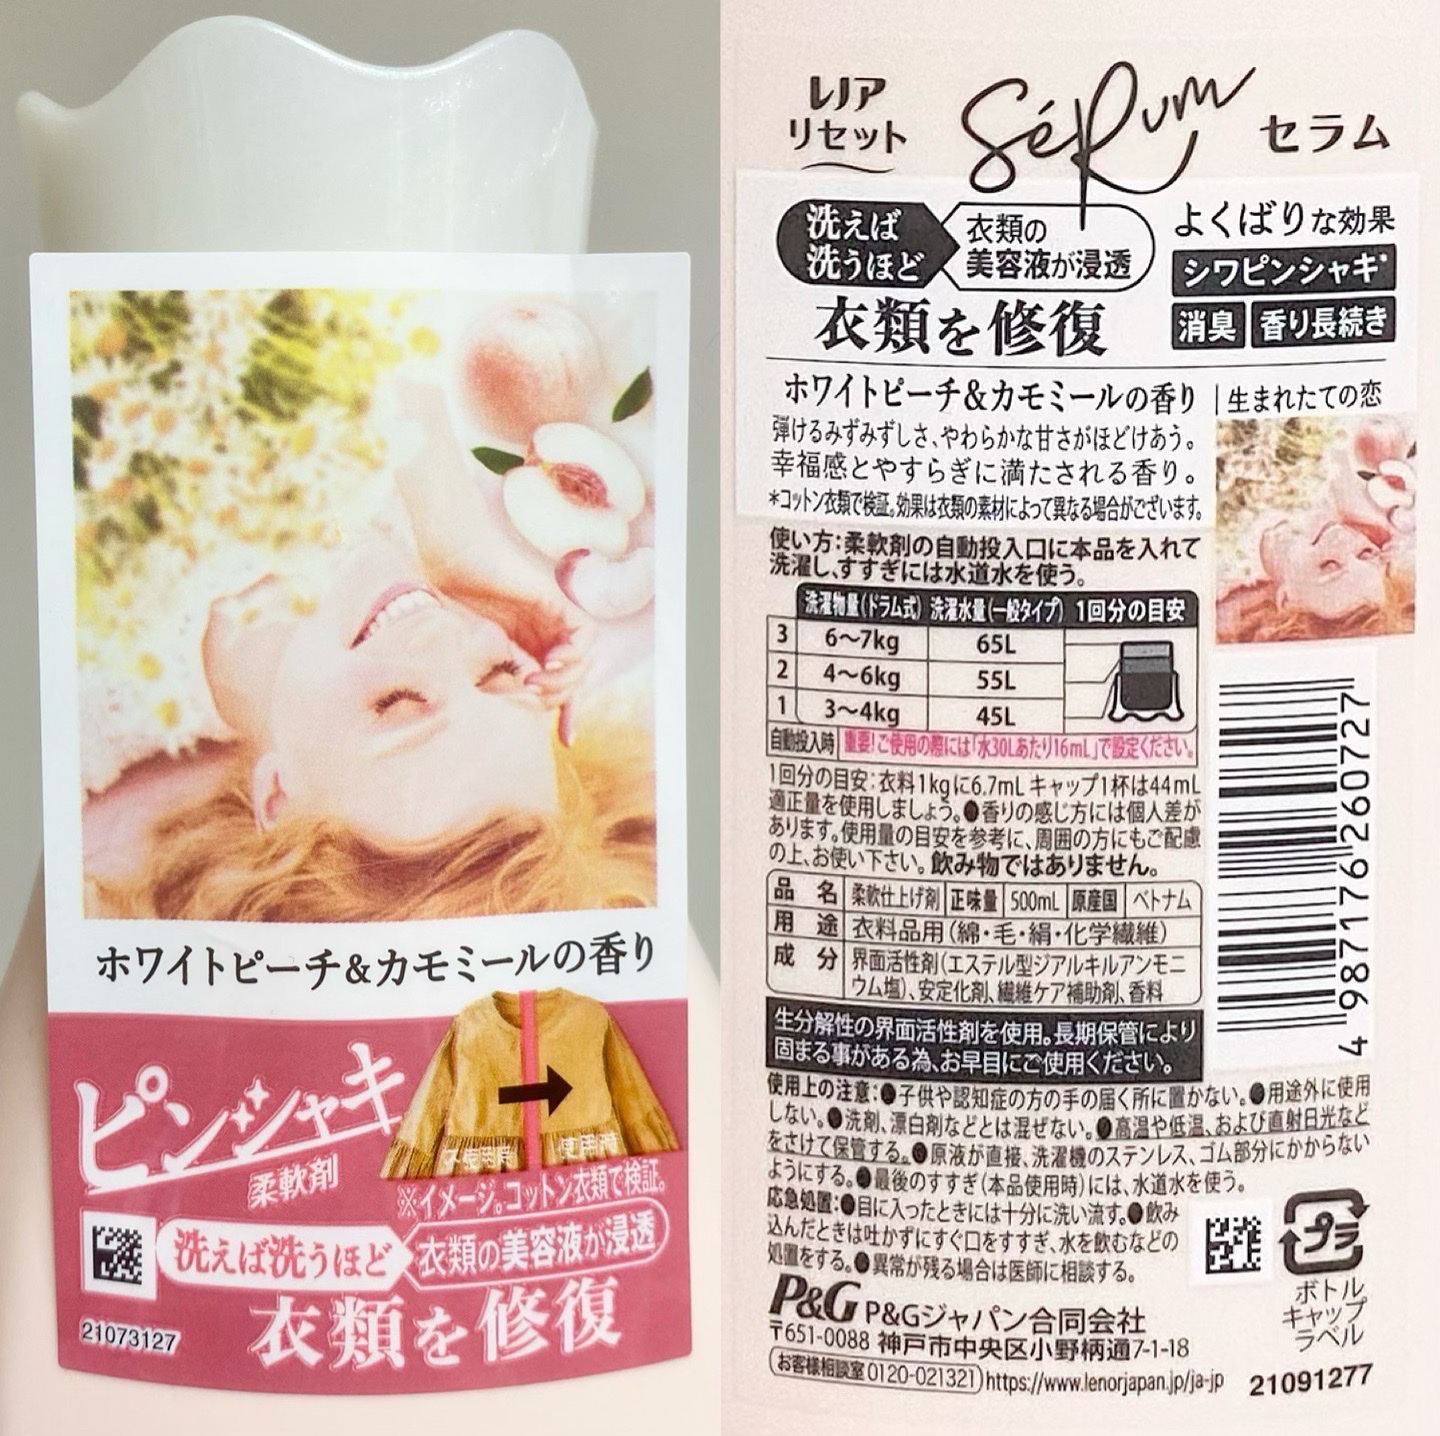 ホワイトピーチ&カモミールの香り
ピンシャキ
柔軟剤
使用後
※イメージ。コットン衣類で検証。
洗えば洗うほど
衣類の美容液が浸透
衣類を修復
21073127
レノア
リセット
SéRum
セラム
洗えば
洗うほど
衣類の
美容液が浸透
衣類を修復
よくばりな効果
シワピンシャキ*
消臭 香り長続き
ホワイトピーチ&カモミールの香り | 生まれたての恋
弾けるみずみずしさ、やわらかな甘さがほどけあう。
幸福感とやすらぎに満たされる香り。
*コットン衣類で検証。効果は衣類の素材によって異なる場合がございます。
使い方:柔軟剤の自動投入口に本品を入れて
洗濯し、すすぎには水道水を使う。
洗濯物量(ドラム式) 洗濯水量(一般タイプ) 1回分の目安
3 6〜7kg 65L
2 4〜6kg 55L
1 3〜4kg 45L
自動投入時 重要!ご使用の際には「水30Lあたり16mL」で設定ください。
1回分の目安:衣料1kgに6.7mL キャップ1杯は44mL
適正量を使用しましょう。●香りの感じ方には個人差が
あります。使用量の目安を参考に、周囲の方にもご配慮
の上、お使い下さい。飲み物ではありません。
品名 柔軟仕上げ剤 正味量 500mL 原産国 ベトナム
用途 衣料品用(綿・毛・絹・化学繊維)
成分 界面活性剤(エステル型ジアルキルアンモニ
ウム塩)、安定化剤、繊維ケア補助剤、香料
生分解性の界面活性剤を使用。長期保管により
固まる事がある為、お早目にご使用ください。
使用上の注意:●子供や認知症の方の手の届く所に置かない。●用途外に使用
しない。●洗剤、漂白剤などとは混ぜない。●高温や低温、および直射日光など
をさけて保管する。●原液が直接、洗濯機のステンレス、ゴム部分にかからない
ようにする。●最後のすすぎ(本品使用時)には、水道水を使う。
応急処置:●目に入ったときには十分に洗い流す。●飲み
込んだときは吐かずにすぐ口をすすぎ、水を飲むなどの
処置をする。●異常が残る場合は医師に相談する。
P&G P&Gジャパン合同会社
〒651-0088 神戸市中央区小野柄通7-1-18
お客様相談室 0120-021321 https://www.lenorjapan.jp/ja-jp
4 987176 260727
プラ
ボトル
キャップ
ラベル
21091277